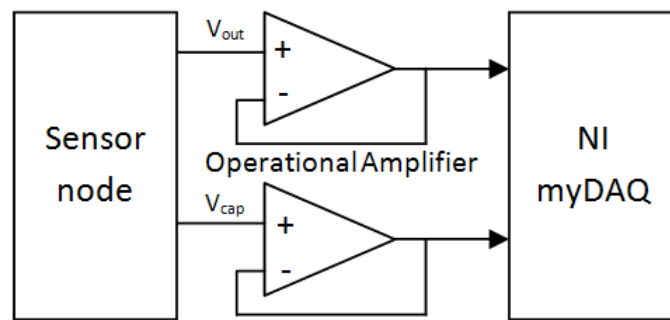 Sensor
node
Vout
+
-
Operational Amplifier
Vcap
+
-
NI
myDAQ